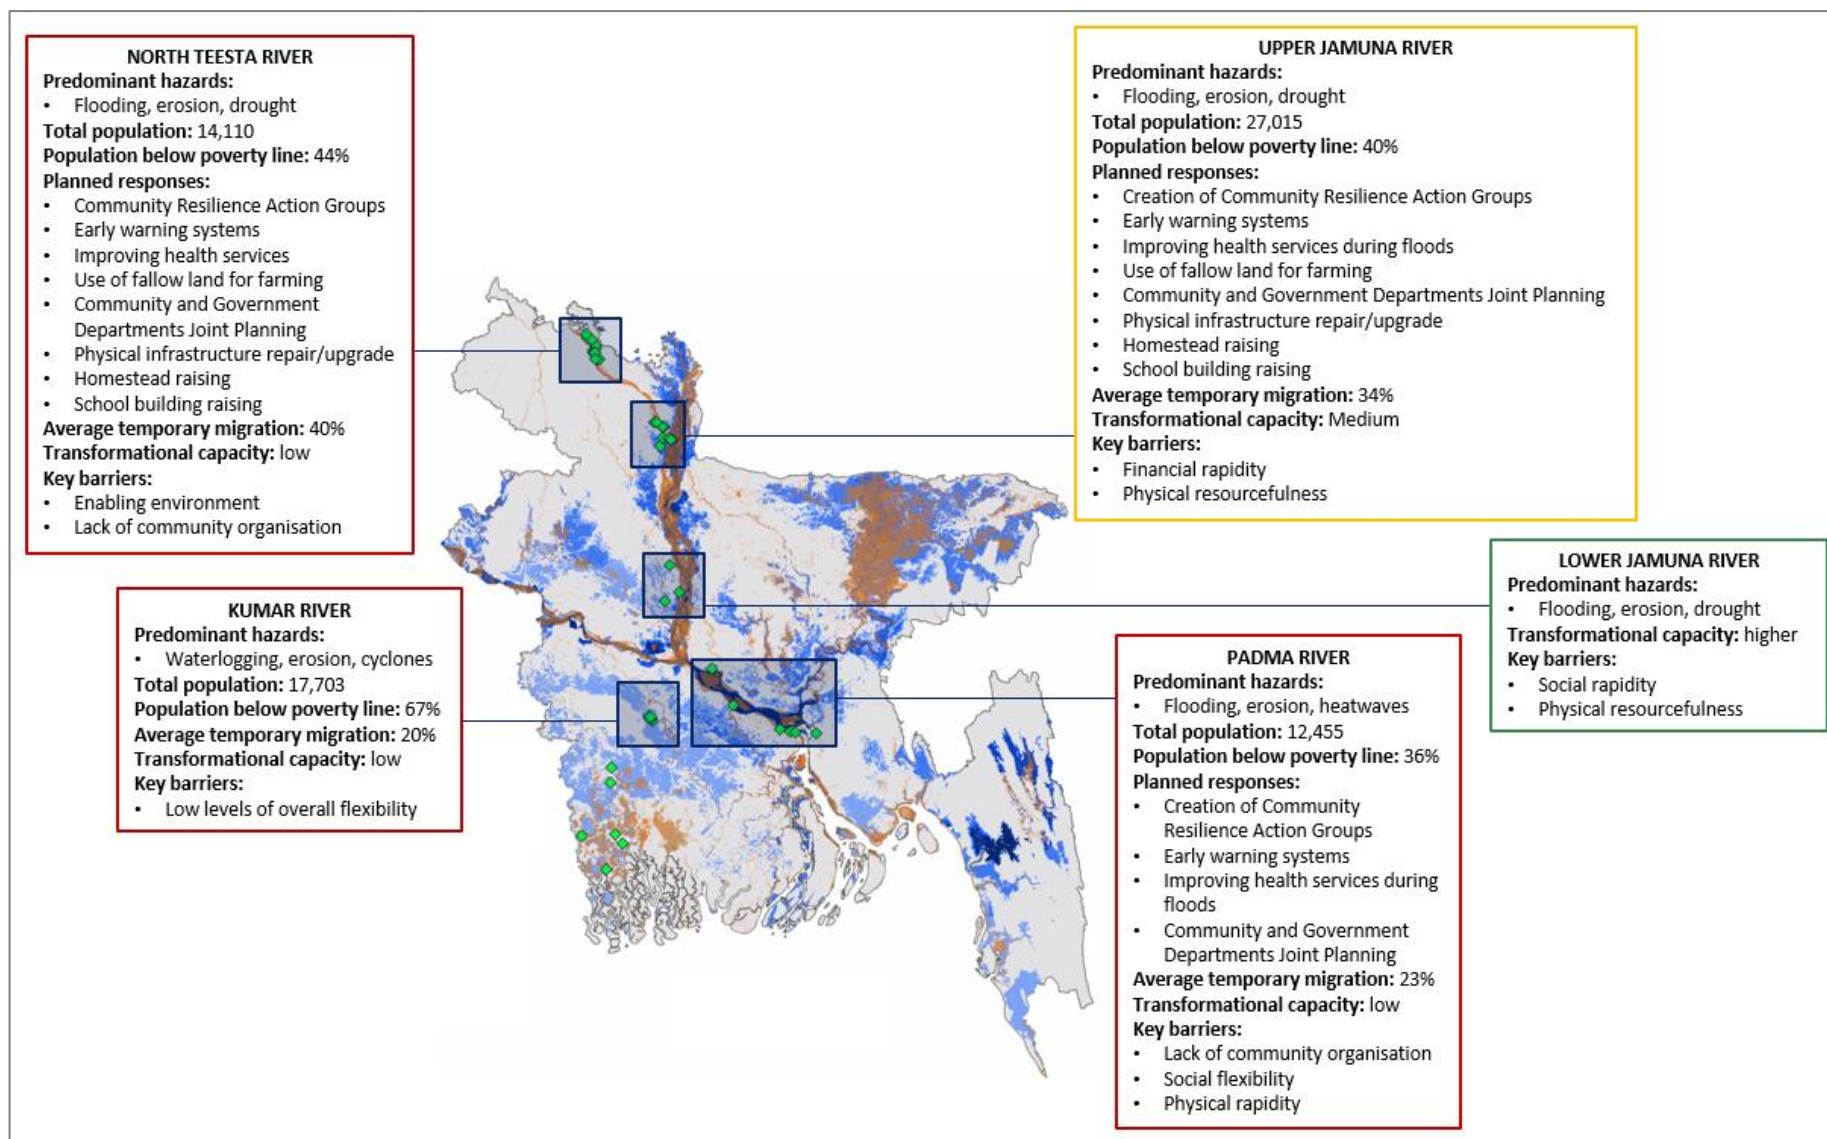 NORTH TEESTA RIVER
Predominant hazards:
• Flooding, erosion, drought
Total population: 14,110
Population below poverty line: 44%
Planned responses:
• Community Resilience Action Groups
• Early warning systems
• Improving health services
• Use of fallow land for farming
• Community and Government
Departments Joint Planning
• Physical infrastructure repair/upgrade
• Homestead raising
• School building raising
Average temporary migration: 40%
Transformational capacity: low
Key barriers:
• Enabling environment
• Lack of community organisation
UPPER JAMUNA RIVER
Predominant hazards:
• Flooding, erosion, drought
Total population: 27,015
Population below poverty line: 40%
Planned responses:
• Creation of Community Resilience Action Groups
• Early warning systems
• Improving health services during floods
• Use of fallow land for farming
• Community and Government Departments Joint Planning
• Physical infrastructure repair/upgrade
• Homestead raising
• School building raising
Average temporary migration: 34%
Transformational capacity: Medium
Key barriers:
• Financial rapidity
• Physical resourcefulness
LOWER JAMUNA RIVER
Predominant hazards:
• Flooding, erosion, drought
Transformational capacity: higher
Key barriers:
• Social rapidity
• Physical resourcefulness
KUMAR RIVER
Predominant hazards:
• Waterlogging, erosion, cyclones
Total population: 17,703
Population below poverty line: 67%
Average temporary migration: 20%
Transformational capacity: low
Key barriers:
• Low levels of overall flexibility
PADMA RIVER
Predominant hazards:
• Flooding, erosion, heatwaves
Total population: 12,455
Population below poverty line: 36%
Planned responses:
• Creation of Community
Resilience Action Groups
• Early warning systems
• Improving health services during
floods
• Community and Government
Departments Joint Planning
Average temporary migration: 23%
Transformational capacity: low
Key barriers:
• Lack of community organisation
• Social flexibility
• Physical rapidity